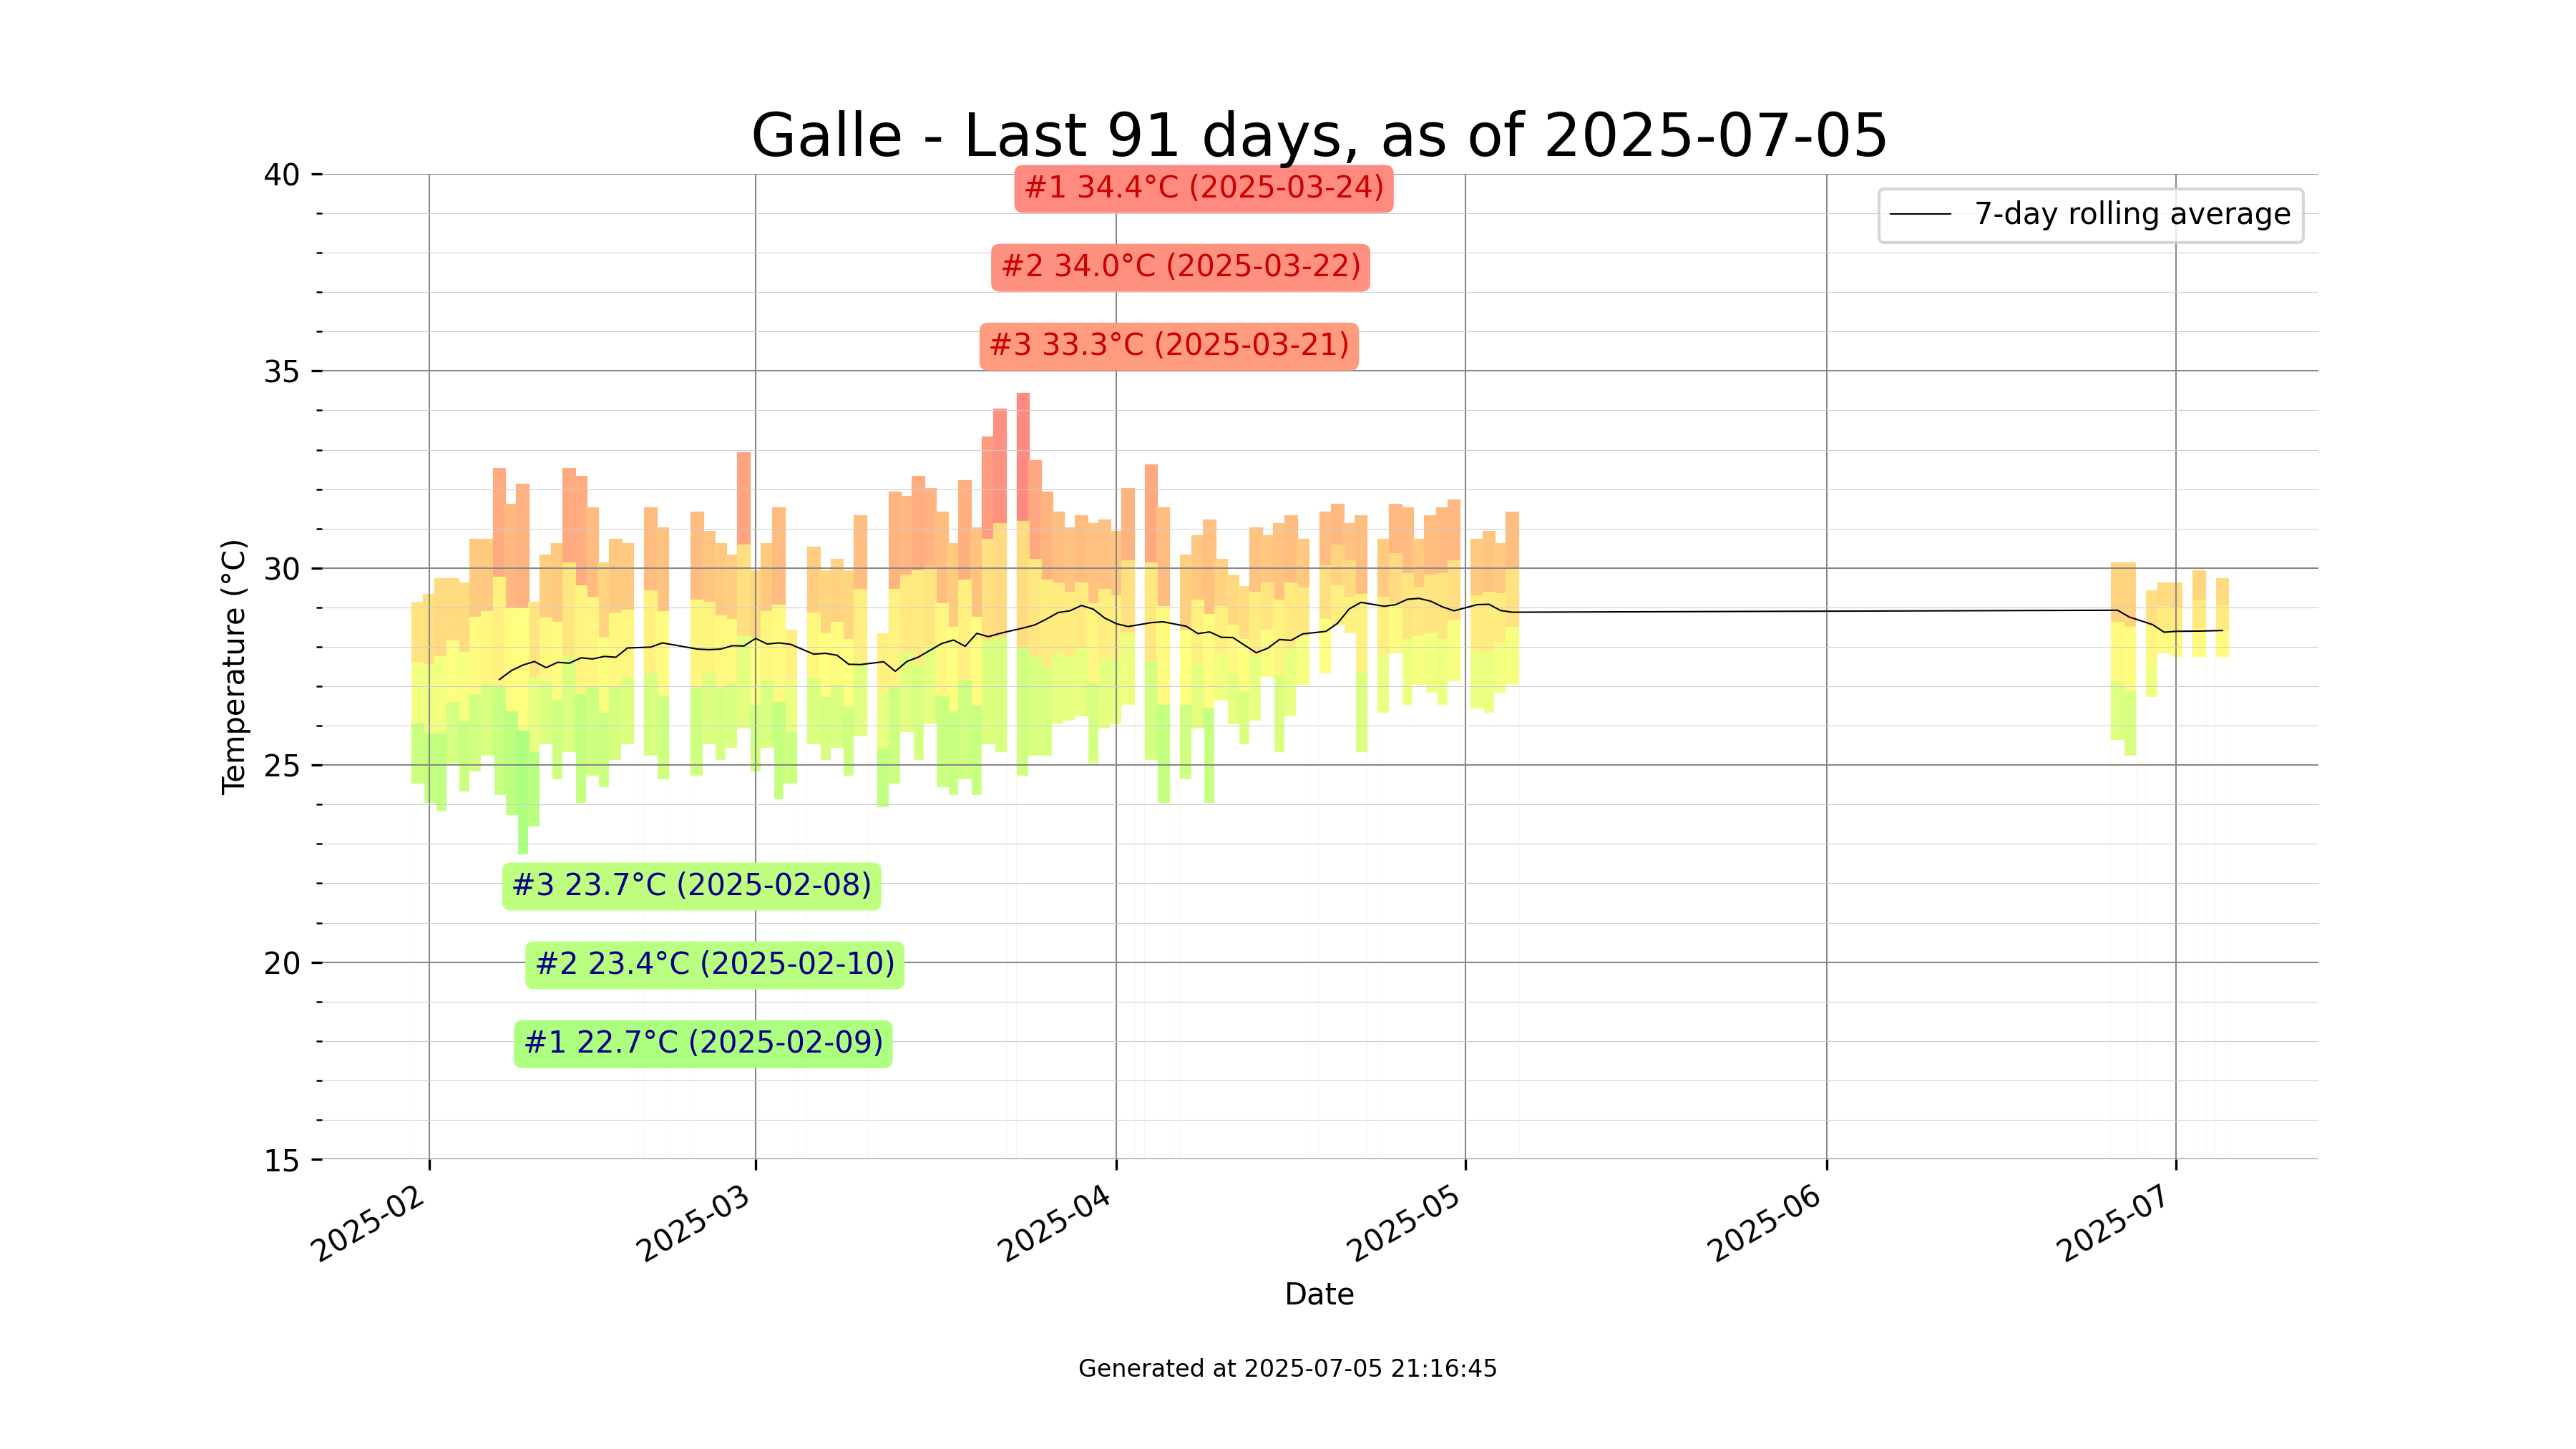 Galle - Last 91 days, as of 2025-07-05
40
#1 34.4°C (2025-03-24)
7-day rolling average
#2 34.0°C (2025-03-22)
#3 33.3°C (2025-03-21)
35
30
Temperature (°C)
25
#3 23.7°C (2025-02-08)
20
#2 23.4°C (2025-02-10)
#1 22.7°C (2025-02-09)
15
2025-02
2025-03
2025-04
2025-05
2025-06
2025-07
Date
Generated at 2025-07-05 21:16:45